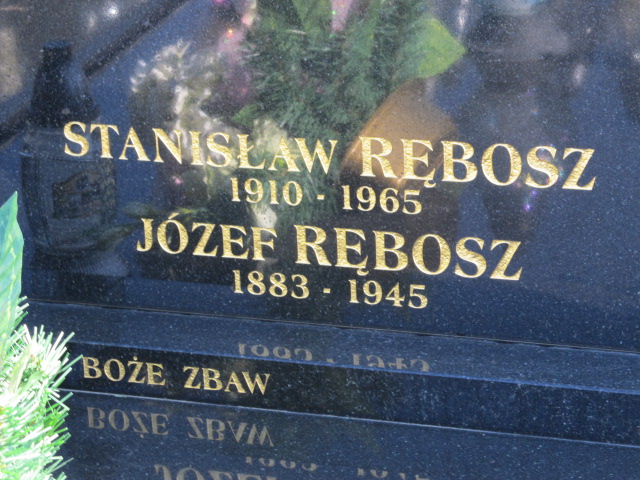 STANISŁAW RĘBOSZ
1910 - 1965
JÓZEF RĘBOSZ
1883 - 1945
BOŻE ZBAW